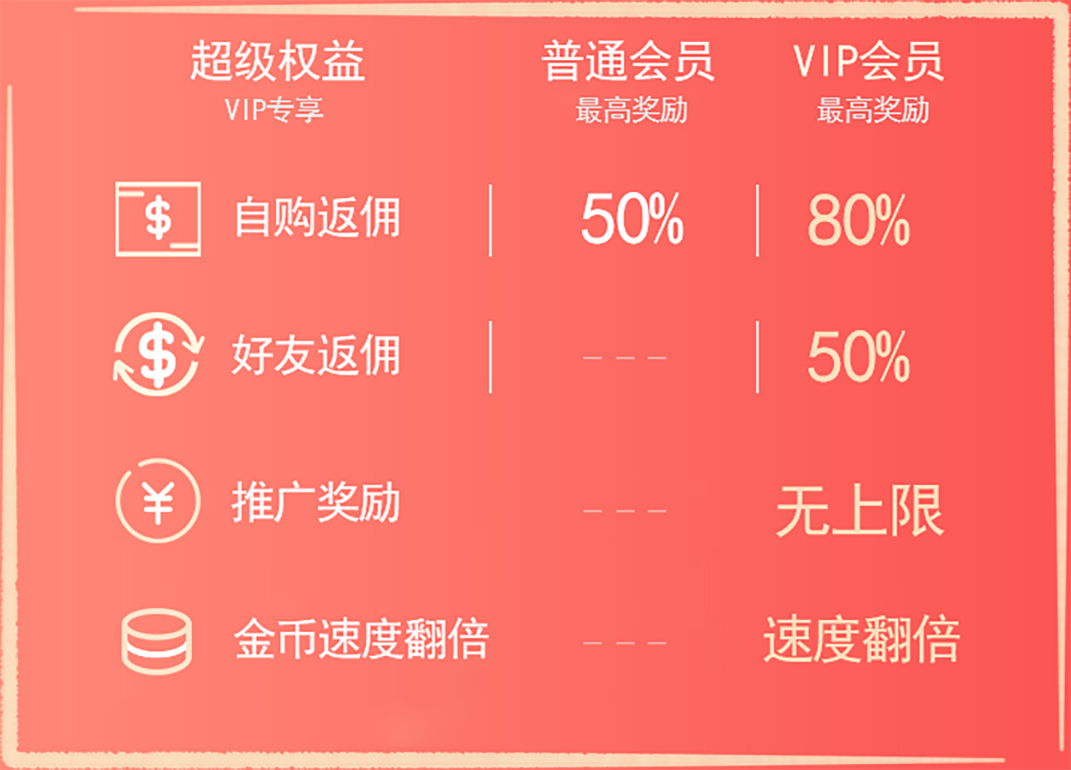 超级权益 普通会员 VIP会员
VIP专享 最高奖励 最高奖励
$ 自购返佣 50% 80%
$ 好友返佣 --- 50%
¥ 推广奖励 --- 无上限
金币速度翻倍 --- 速度翻倍